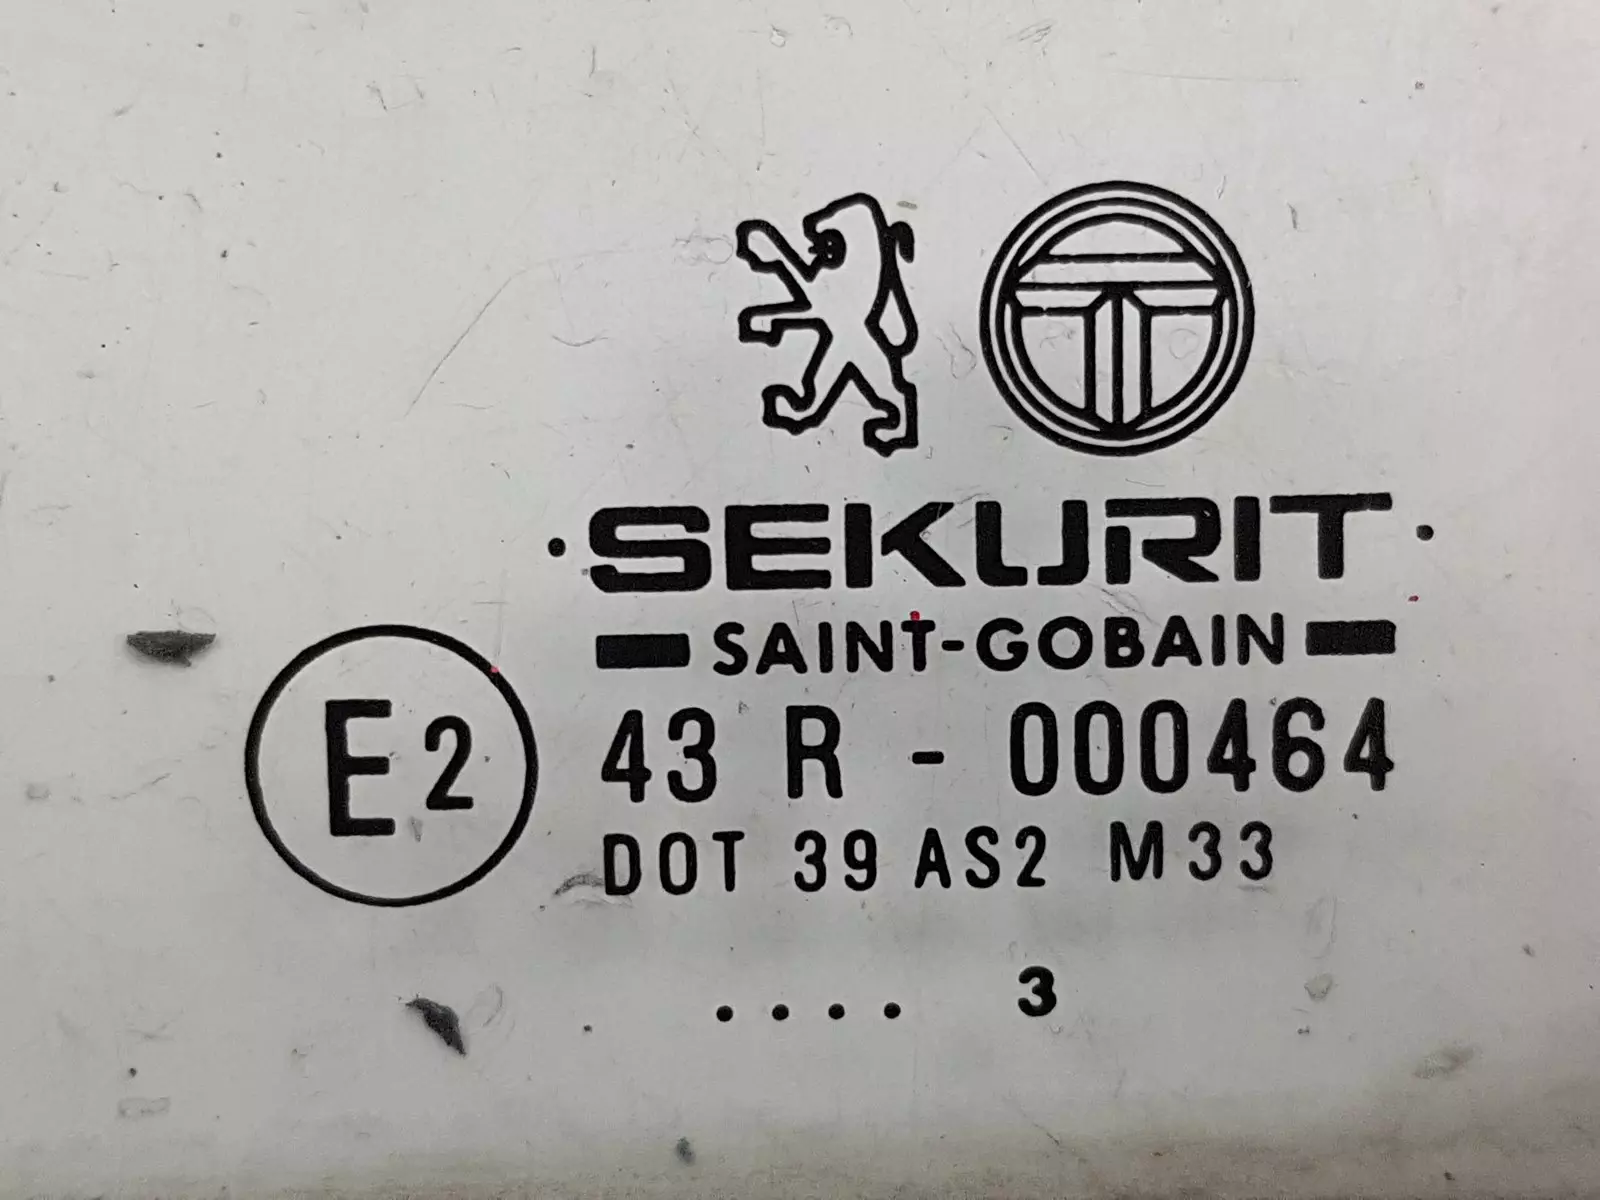 SEKURIT
SAINT-GOBAIN
E2 43 R - 000464
DOT 39 AS2 M33
.... 3